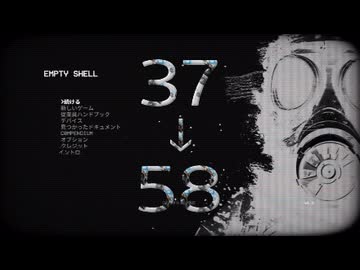 EMPTY SHELL
37
↓
58
>続ける
新しいゲーム
従業員ハンドブック
デバイス
見つかったドキュメント
COMPENDIUM
オプション
クレジット
イントロ